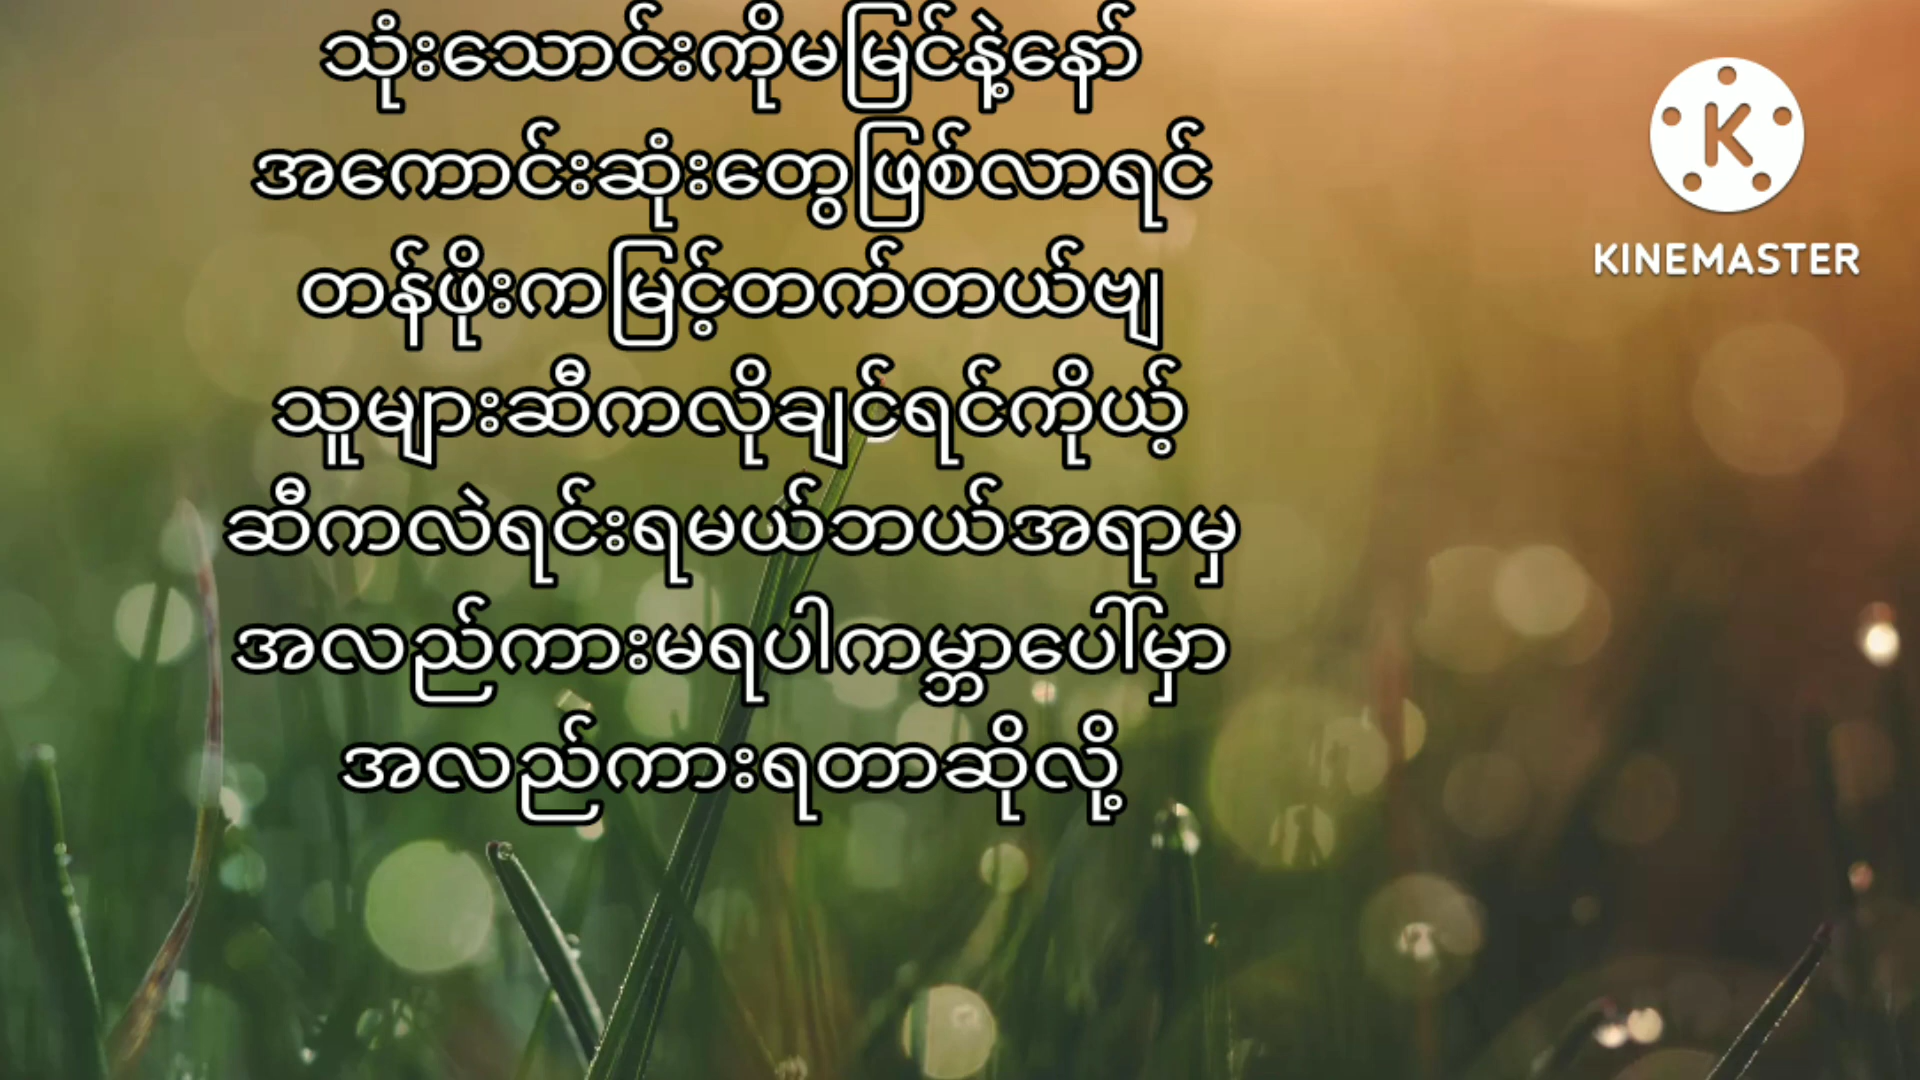 သုံးသောင်းကိုမမြင်နဲ့နော်
အကောင်းဆုံးတွေဖြစ်လာရင်
တန်ဖိုးကမြင့်တက်တယ်ဗျ
သူများဆီကလိုချင်ရင်ကိုယ့်
ဆီကလဲရင်းရမယ်ဘယ်အရာမှ
အလည်ကားမရပါကမ္ဘာပေါ်မှာ
အလည်ကားရတာဆိုလို့
K
KINEMASTER